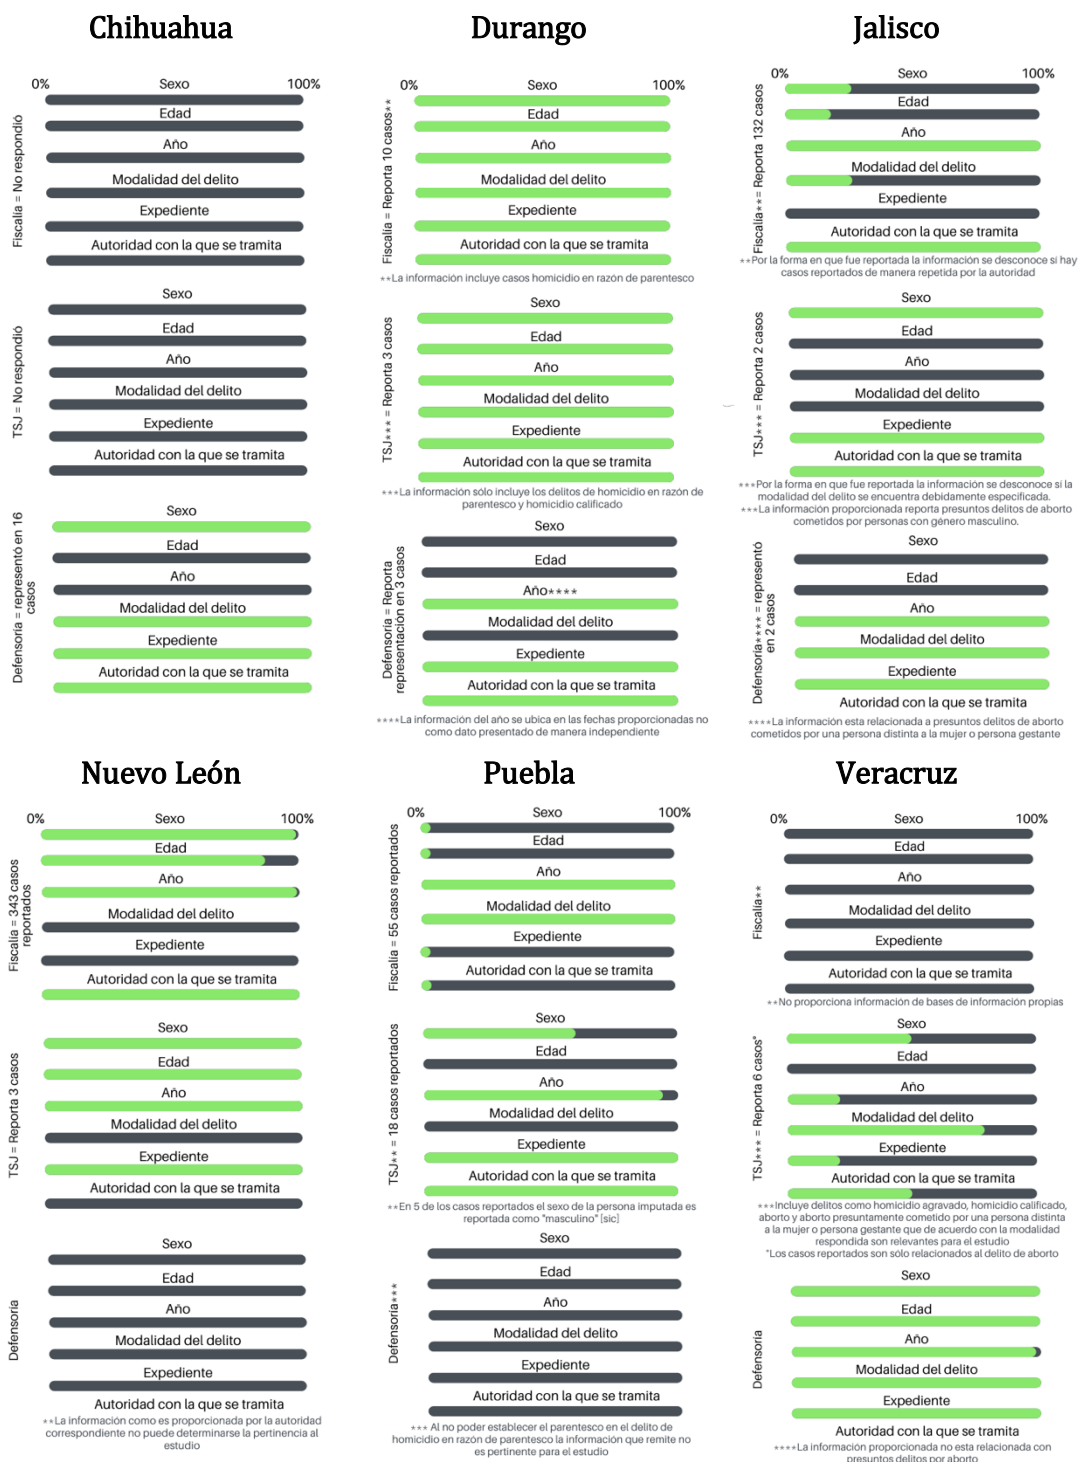 Chihuahua
0% Sexo 100%
Edad
Año
Modalidad del delito
Expediente
Autoridad con la que se tramita
Fiscalía = No respondió
Sexo
Edad
Año
Modalidad del delito
Expediente
Autoridad con la que se tramita
TSJ = No respondió
Sexo
Edad
Año
Modalidad del delito
Expediente
Autoridad con la que se tramita
Defensoría = representó en 16
casos
Durango
0% Sexo 100%
Edad
Año
Modalidad del delito
Expediente
Autoridad con la que se tramita
Fiscalía = Reporta 10 casos**
**La información incluye casos homicidio en razón de parentesco
Sexo
Edad
Año
Modalidad del delito
Expediente
Autoridad con la que se tramita
TSJ*** = Reporta 3 casos
***La información sólo incluye los delitos de homicidio en razón de
parentesco y homicidio calificado
Sexo
Edad
Año****
Modalidad del delito
Expediente
Autoridad con la que se tramita
Defensoría = Reporta
representación en 3 casos
****La información del año se ubica en las fechas proporcionadas no
como dato presentado de manera independiente
Jalisco
0% Sexo 100%
Edad
Año
Modalidad del delito
Expediente
Autoridad con la que se tramita
Fiscalía**= Reporta 132 casos
**Por la forma en que fue reportada la información se desconoce si hay
casos reportados de manera repetida por la autoridad
Sexo
Edad
Año
Modalidad del delito
Expediente
Autoridad con la que se tramita
TSJ*** = Reporta 2 casos
***Por la forma en que fue reportada la información se desconoce si la
modalidad del delito se encuentra debidamente especificada.
***La información proporcionada reporta presuntos delitos de aborto
cometidos por personas con género masculino.
Sexo
Edad
Año
Modalidad del delito
Expediente
Autoridad con la que se tramita
Defensoría**** = representó
en 2 casos
****La información esta relacionada a presuntos delitos de aborto
cometidos por una persona distinta a la mujer o persona gestante
Nuevo León
0% Sexo 100%
Edad
Año
Modalidad del delito
Expediente
Autoridad con la que se tramita
Fiscalía = 343 casos
reportados
Sexo
Edad
Año
Modalidad del delito
Expediente
Autoridad con la que se tramita
TSJ = Reporta 3 casos
Sexo
Edad
Año
Modalidad del delito
Expediente
Autoridad con la que se tramita
Defensoría
**La información como es proporcionada por la autoridad
correspondiente no puede determinarse la pertinencia al
estudio
Puebla
0% Sexo 100%
Edad
Año
Modalidad del delito
Expediente
Autoridad con la que se tramita
Fiscalía = 55 casos reportados
Sexo
Edad
Año
Modalidad del delito
Expediente
Autoridad con la que se tramita
TSJ** = 18 casos reportados
**En 5 de los casos reportados el sexo de la persona imputada es
reportada como "masculino" [sic]
Sexo
Edad
Año
Modalidad del delito
Expediente
Autoridad con la que se tramita
Defensoría***
*** Al no poder establecer el parentesco en el delito de
homicidio en razón de parentesco la información que remite no
es pertinente para el estudio
Veracruz
0% Sexo 100%
Edad
Año
Modalidad del delito
Expediente
Autoridad con la que se tramita
Fiscalía**
**No proporciona información de bases de información propias
Sexo
Edad
Año
Modalidad del delito
Expediente
Autoridad con la que se tramita
TSJ*** = Reporta 6 casos*
***Incluye delitos como homicidio agravado, homicidio calificado,
aborto y aborto presuntamente cometido por una persona distinta
a la mujer o persona gestante que de acuerdo con la modalidad
respondida son relevantes para el estudio
*Los casos reportados son sólo relacionados al delito de aborto
Sexo
Edad
Año
Modalidad del delito
Expediente
Autoridad con la que se tramita
Defensoría
****La información proporcionada no esta relacionada con
presuntos delitos por aborto